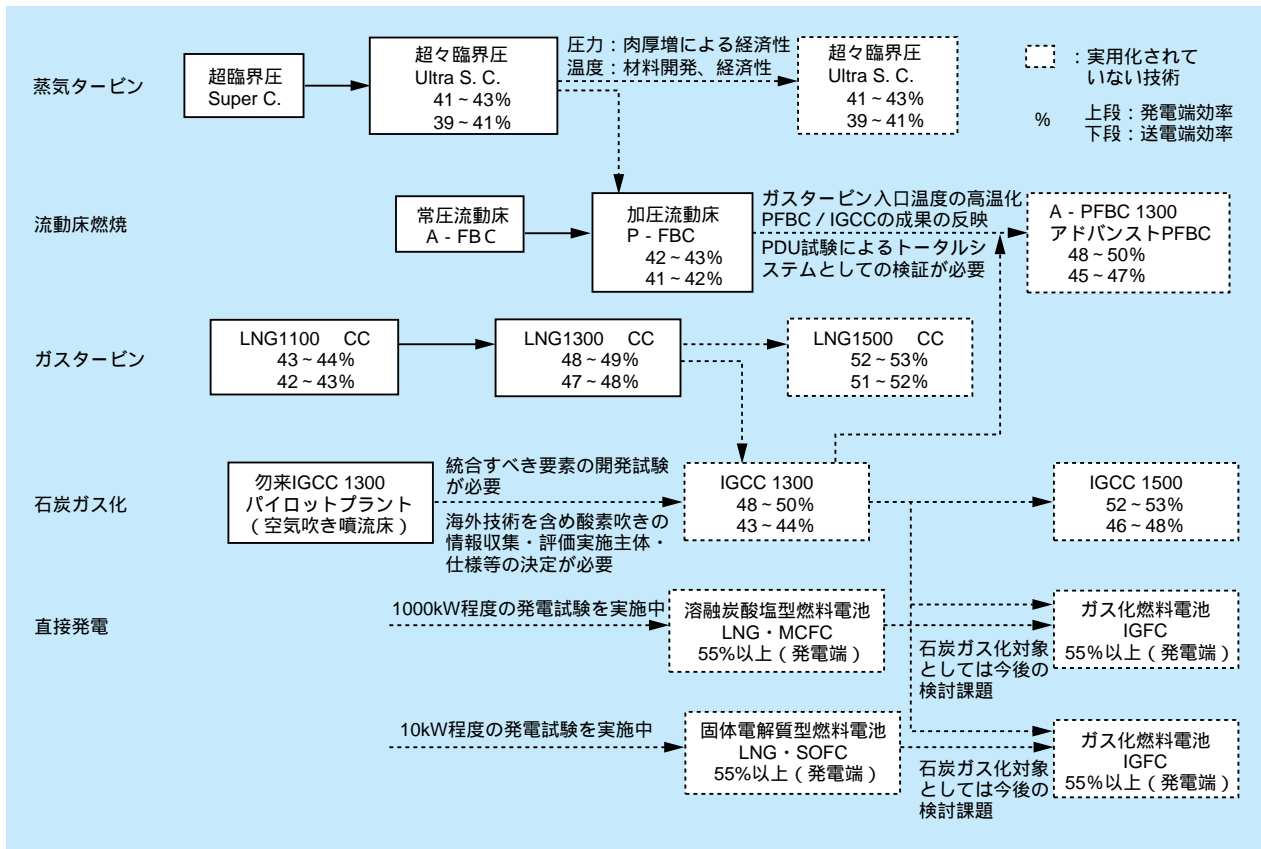 蒸気タービン
超臨界圧
Super C.
超々臨界圧
Ultra S. C.
41~43%
39~41%
圧力:肉厚増による経済性
温度:材料開発、経済性
超々臨界圧
Ultra S. C.
41~43%
39~41%
:実用化されて
いない技術
% 上段:発電端効率
下段:送電端効率
流動床燃焼
常圧流動床
A - FBC
加圧流動床
P - FBC
42~43%
41~42%
ガスタービン入口温度の高温化
PFBC / IGCCの成果の反映
PDU試験によるトータルシ
ステムとしての検証が必要
A - PFBC 1300
アドバンストPFBC
48~50%
45~47%
ガスタービン
LNG1100 CC
43~44%
42~43%
LNG1300 CC
48~49%
47~48%
LNG1500 CC
52~53%
51~52%
石炭ガス化
勿来IGCC 1300
パイロットプラント
(空気吹き噴流床)
統合すべき要素の開発試験
が必要
海外技術を含め酸素吹きの
情報収集・評価実施主体・
仕様等の決定が必要
IGCC 1300
48~50%
43~44%
IGCC 1500
52~53%
46~48%
直接発電
1000kW程度の発電試験を実施中
溶融炭酸塩型燃料電池
LNG・MCFC
55%以上(発電端)
石炭ガス化対象
としては今後の
検討課題
ガス化燃料電池
IGFC
55%以上(発電端)
10kW程度の発電試験を実施中
固体電解質型燃料電池
LNG・SOFC
55%以上(発電端)
石炭ガス化対象
としては今後の
検討課題
ガス化燃料電池
IGFC
55%以上(発電端)